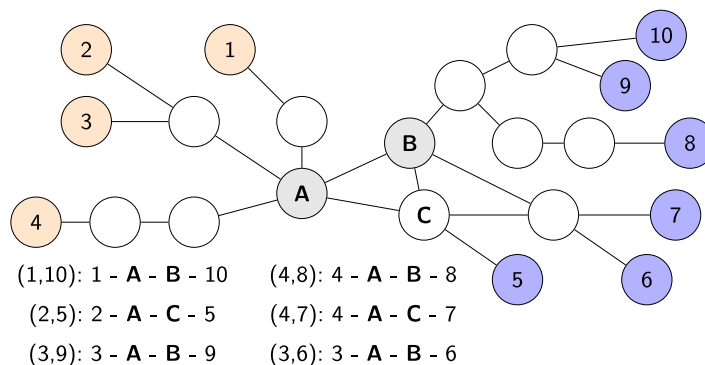 2
1
10
3
9
B
8
A
4
C
7
5
6
(1,10): 1 - A - B - 10
(4,8): 4 - A - B - 8
(2,5): 2 - A - C - 5
(4,7): 4 - A - C - 7
(3,9): 3 - A - B - 9
(3,6): 3 - A - B - 6